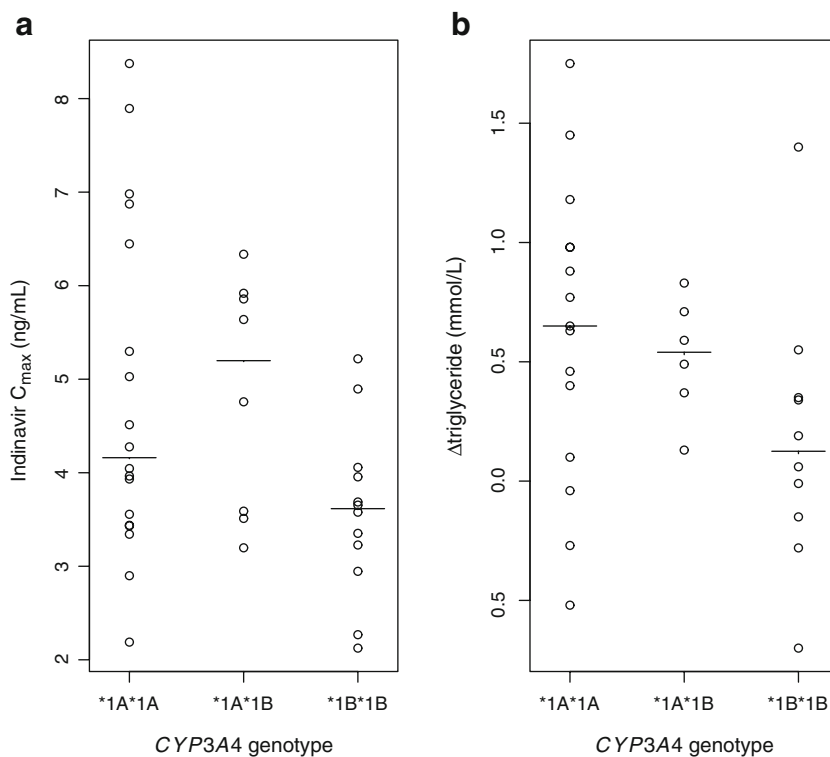 a
Indinavir Cmax (ng/mL)
8
7
6
5
4
3
2
*1A*1A
*1A*1B
*1B*1B
CYP3A4 genotype
b
Δtriglyceride (mmol/L)
1.5
1.0
0.5
0.0
0.5
*1A*1A
*1A*1B
*1B*1B
CYP3A4 genotype